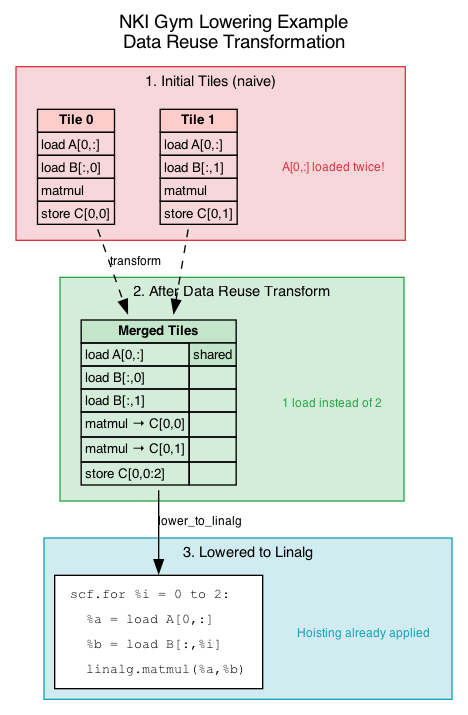 NKI Gym Lowering Example
Data Reuse Transformation
1. Initial Tiles (naive)
Tile 0
load A[0,:]
load B[:,0]
matmul
store C[0,0]
Tile 1
load A[0,:]
load B[:,1]
matmul
store C[0,1]
A[0,:] loaded twice!
transform
2. After Data Reuse Transform
Merged Tiles
load A[0,:] shared
load B[:,0]
load B[:,1]
matmul → C[0,0]
matmul → C[0,1]
store C[0,0:2]
1 load instead of 2
lower_to_linalg
3. Lowered to Linalg
scf.for %i = 0 to 2:
%a = load A[0,:]
%b = load B[:,%i]
linalg.matmul(%a,%b)
Hoisting already applied